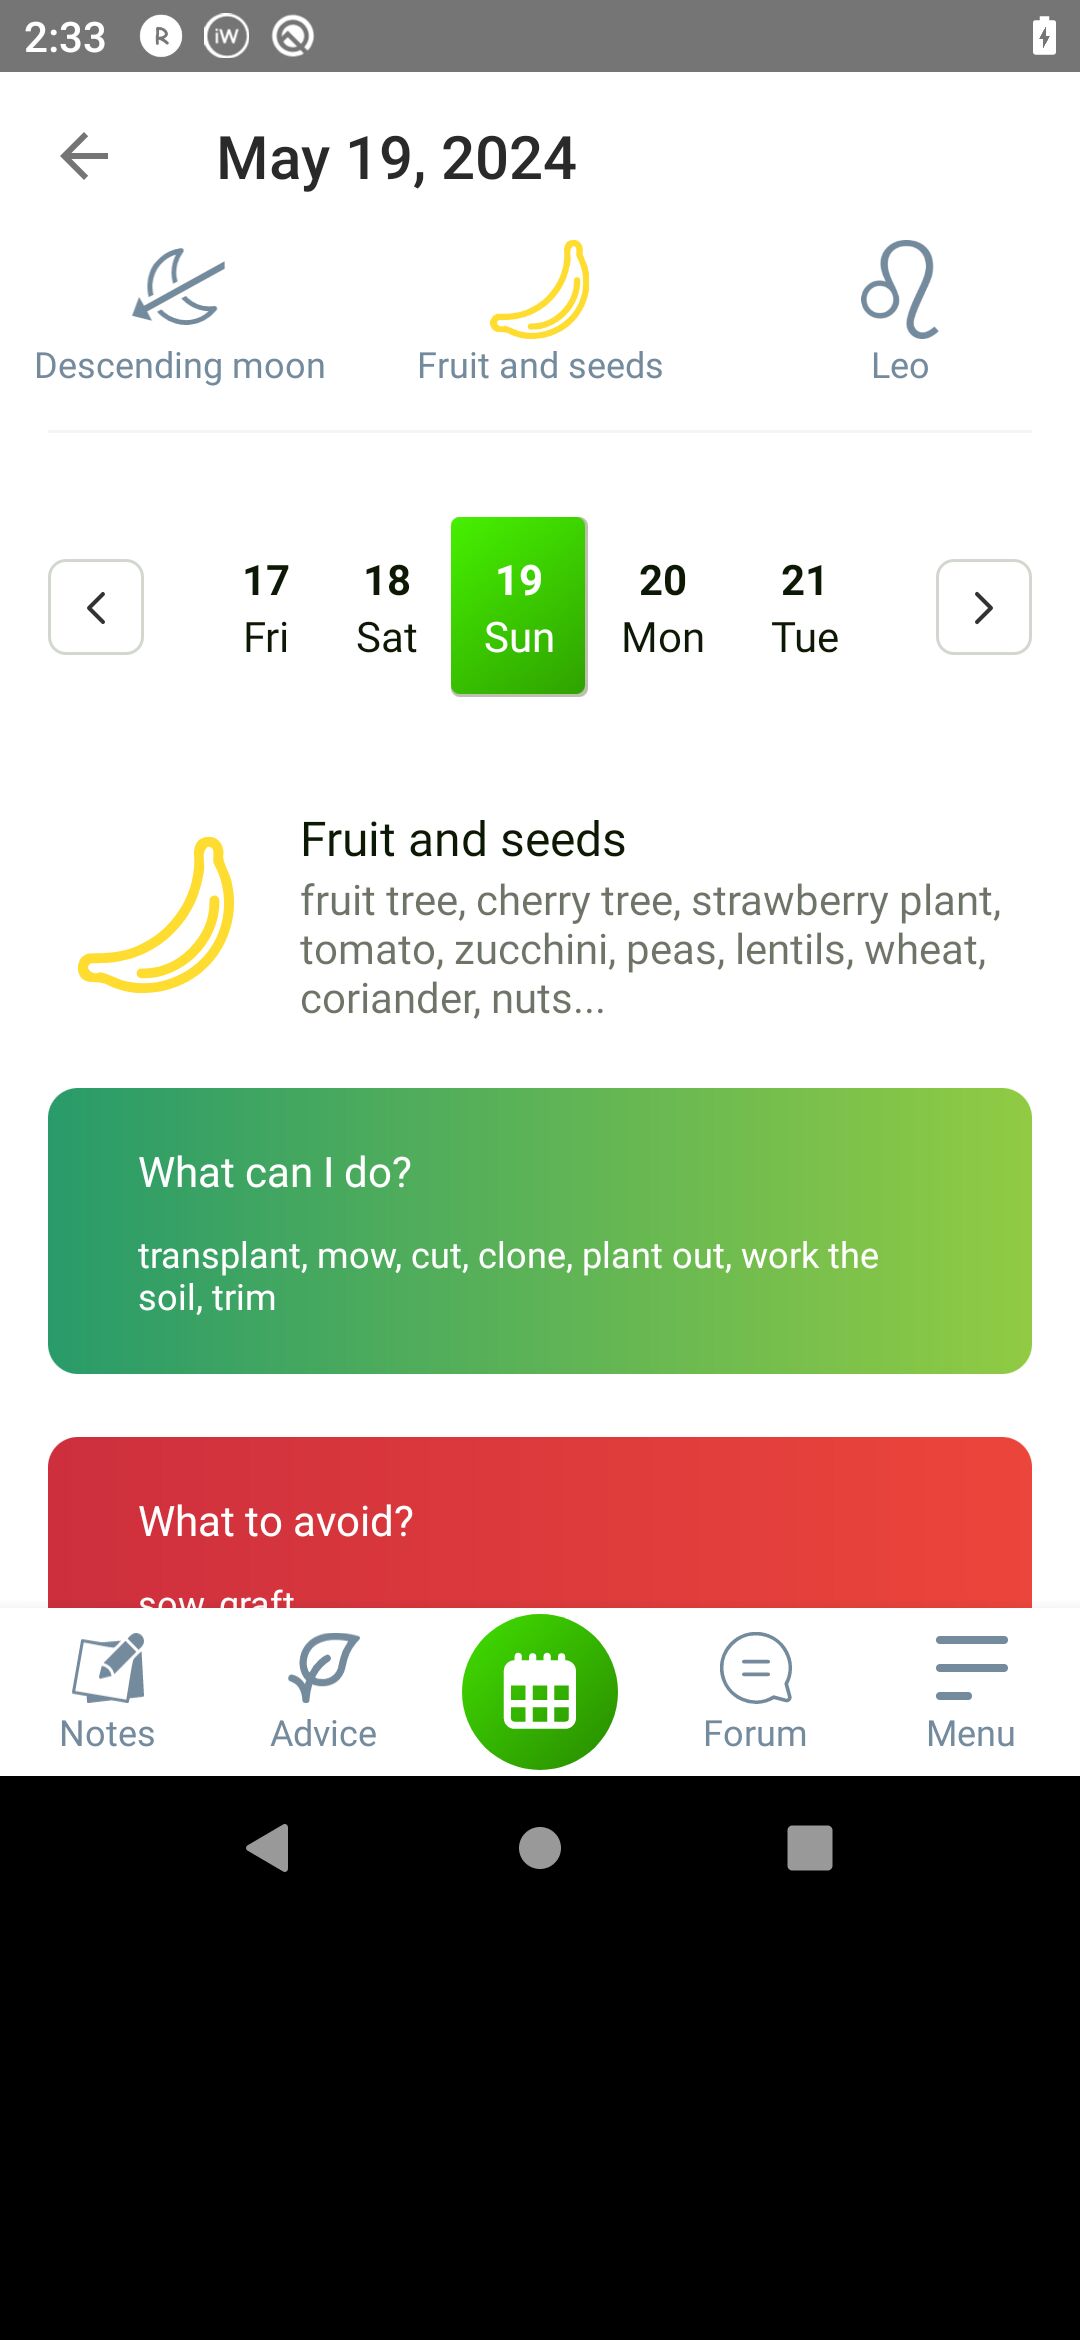 2:33
R
iW
May 19, 2024
Descending moon
Fruit and seeds
Leo
17 18 19 20 21
Fri Sat Sun Mon Tue
Fruit and seeds
fruit tree, cherry tree, strawberry plant,
tomato, zucchini, peas, lentils, wheat,
coriander, nuts...
What can I do?
transplant, mow, cut, clone, plant out, work the
soil, trim
What to avoid?
sow, graft
Notes
Advice
Forum
Menu